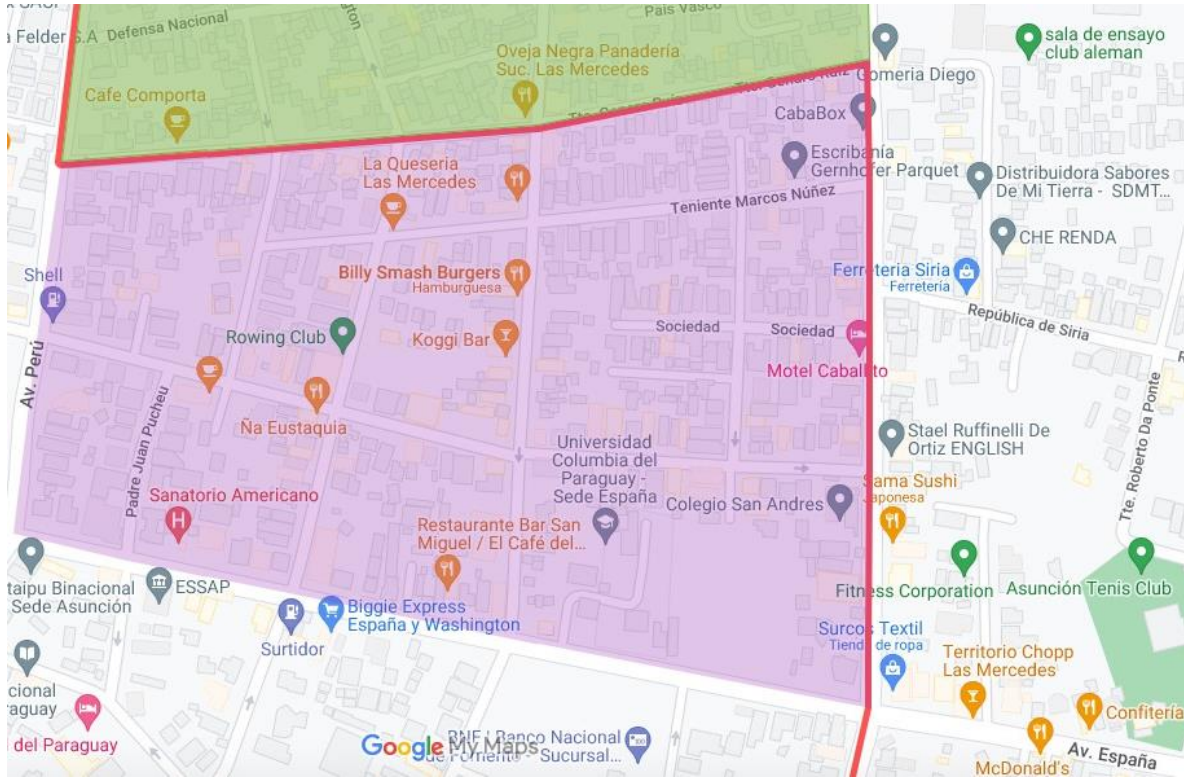 a Felder S.A
Defensa Nacional
País Vasco
sala de ensayo
club aleman
Oveja Negra Panadería
Suc. Las Mercedes
Gomeria Diego
Cafe Comporta
CabaBox
La Quesería
Las Mercedes
Escribanía
Gernhofer Parquet
Distribuidora Sabores
De Mi Tierra - SDMT...
Teniente Marcos Núñez
CHE RENDA
Shell
Billy Smash Burgers
Hamburguesa
Ferreteria Siria
Ferretería
República de Siria
Rowing Club
Koggi Bar
Sociedad
Sociedad
Motel Caballito
Av. Perú
Padre Juan Pucheu
Ña Eustaquia
Universidad
Columbia del
Paraguay -
Sede España
Stael Ruffinelli De
Ortiz ENGLISH
Tte. Roberto Da Ponte
Sanatorio Americano
Colegio San Andres
Sama Sushi
Japonesa
Restaurante Bar San
Miguel / El Café del...
taipu Binacional
Sede Asunción
ESSAP
Fitness Corporation
Asunción Tenis Club
Biggie Express
España y Washington
Surtidor
Surcos Textil
Tienda de ropa
Territorio Chopp
Las Mercedes
cional
raguay
Confitería
l del Paraguay
Google My Maps
BNF | Banco Nacional
de Fomento - Sucursal...
Av. España
McDonald's